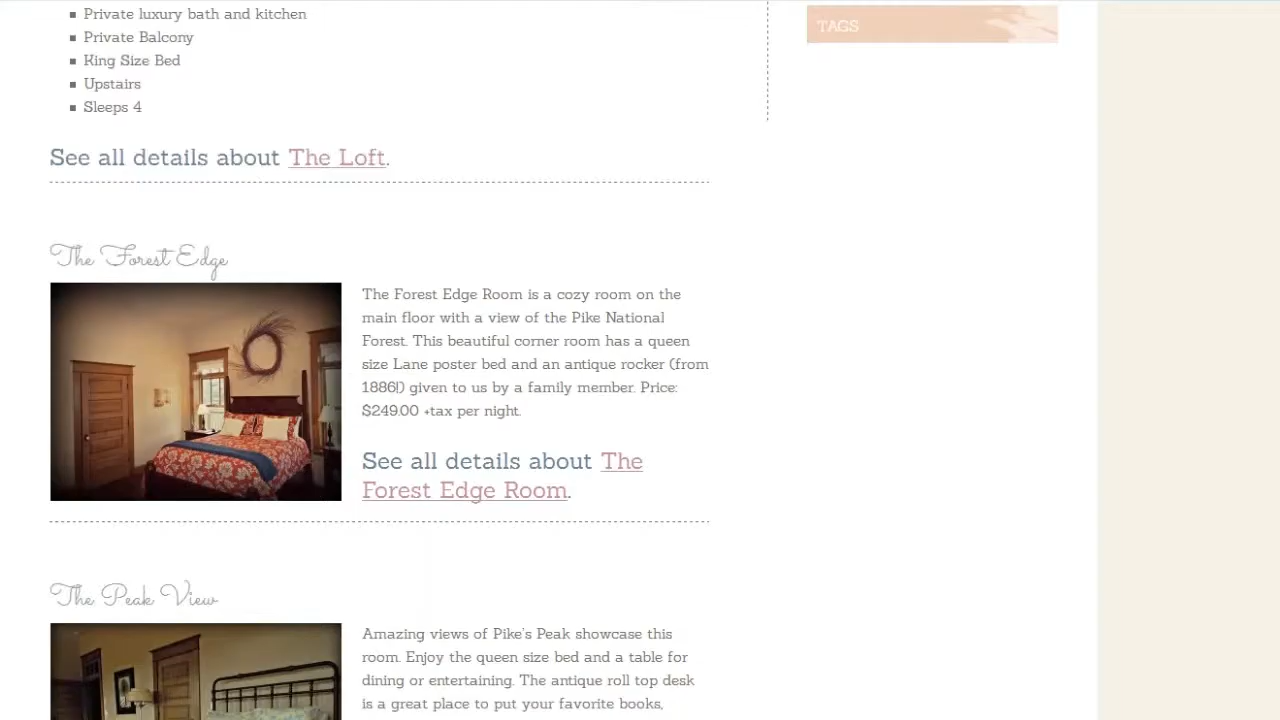 Private luxury bath and kitchen
Private Balcony
King Size Bed
Upstairs
Sleeps 4
TAGS
See all details about The Loft.
The Forest Edge
The Forest Edge Room is a cozy room on the
main floor with a view of the Pike National
Forest. This beautiful corner room has a queen
size Lane poster bed and an antique rocker (from
1886!) given to us by a family member. Price:
$249.00 +tax per night.
See all details about The
Forest Edge Room.
The Peak View
Amazing views of Pike's Peak showcase this
room. Enjoy the queen size bed and a table for
dining or entertaining. The antique roll top desk
is a great place to put your favorite books,